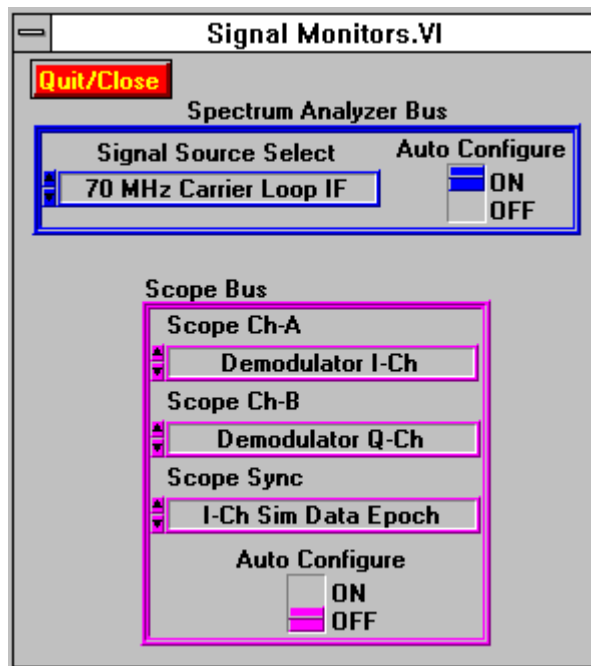 Signal Monitors.VI
Quit/Close
Spectrum Analyzer Bus
Signal Source Select
Auto Configure
70 MHz Carrier Loop IF
ON
OFF
Scope Bus
Scope Ch-A
Demodulator I-Ch
Scope Ch-B
Demodulator Q-Ch
Scope Sync
I-Ch Sim Data Epoch
Auto Configure
ON
OFF